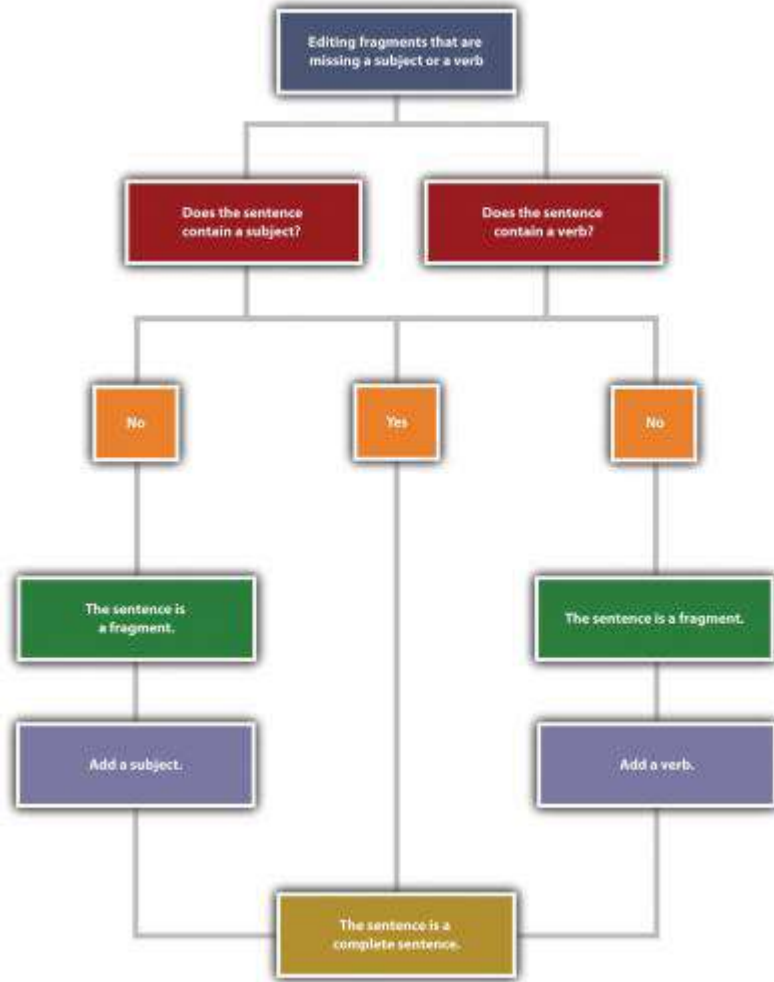 Editing fragments that are
missing a subject or a verb
Does the sentence
contain a subject?
Does the sentence
contain a verb?
No
Yes
No
The sentence is
a fragment.
The sentence is a fragment.
Add a subject.
Add a verb.
The sentence is a
complete sentence.